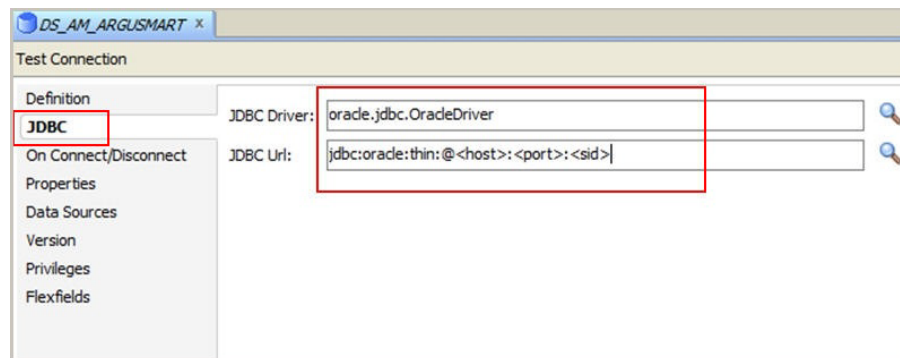 DS_AM_ARGUSMART x
Test Connection
Definition
JDBC
On Connect/Disconnect
Properties
Data Sources
Version
Privileges
Flexfields
JDBC Driver: oracle.jdbc.OracleDriver
JDBC Url: jdbc:oracle:thin:@<host>:<port>:<sid>